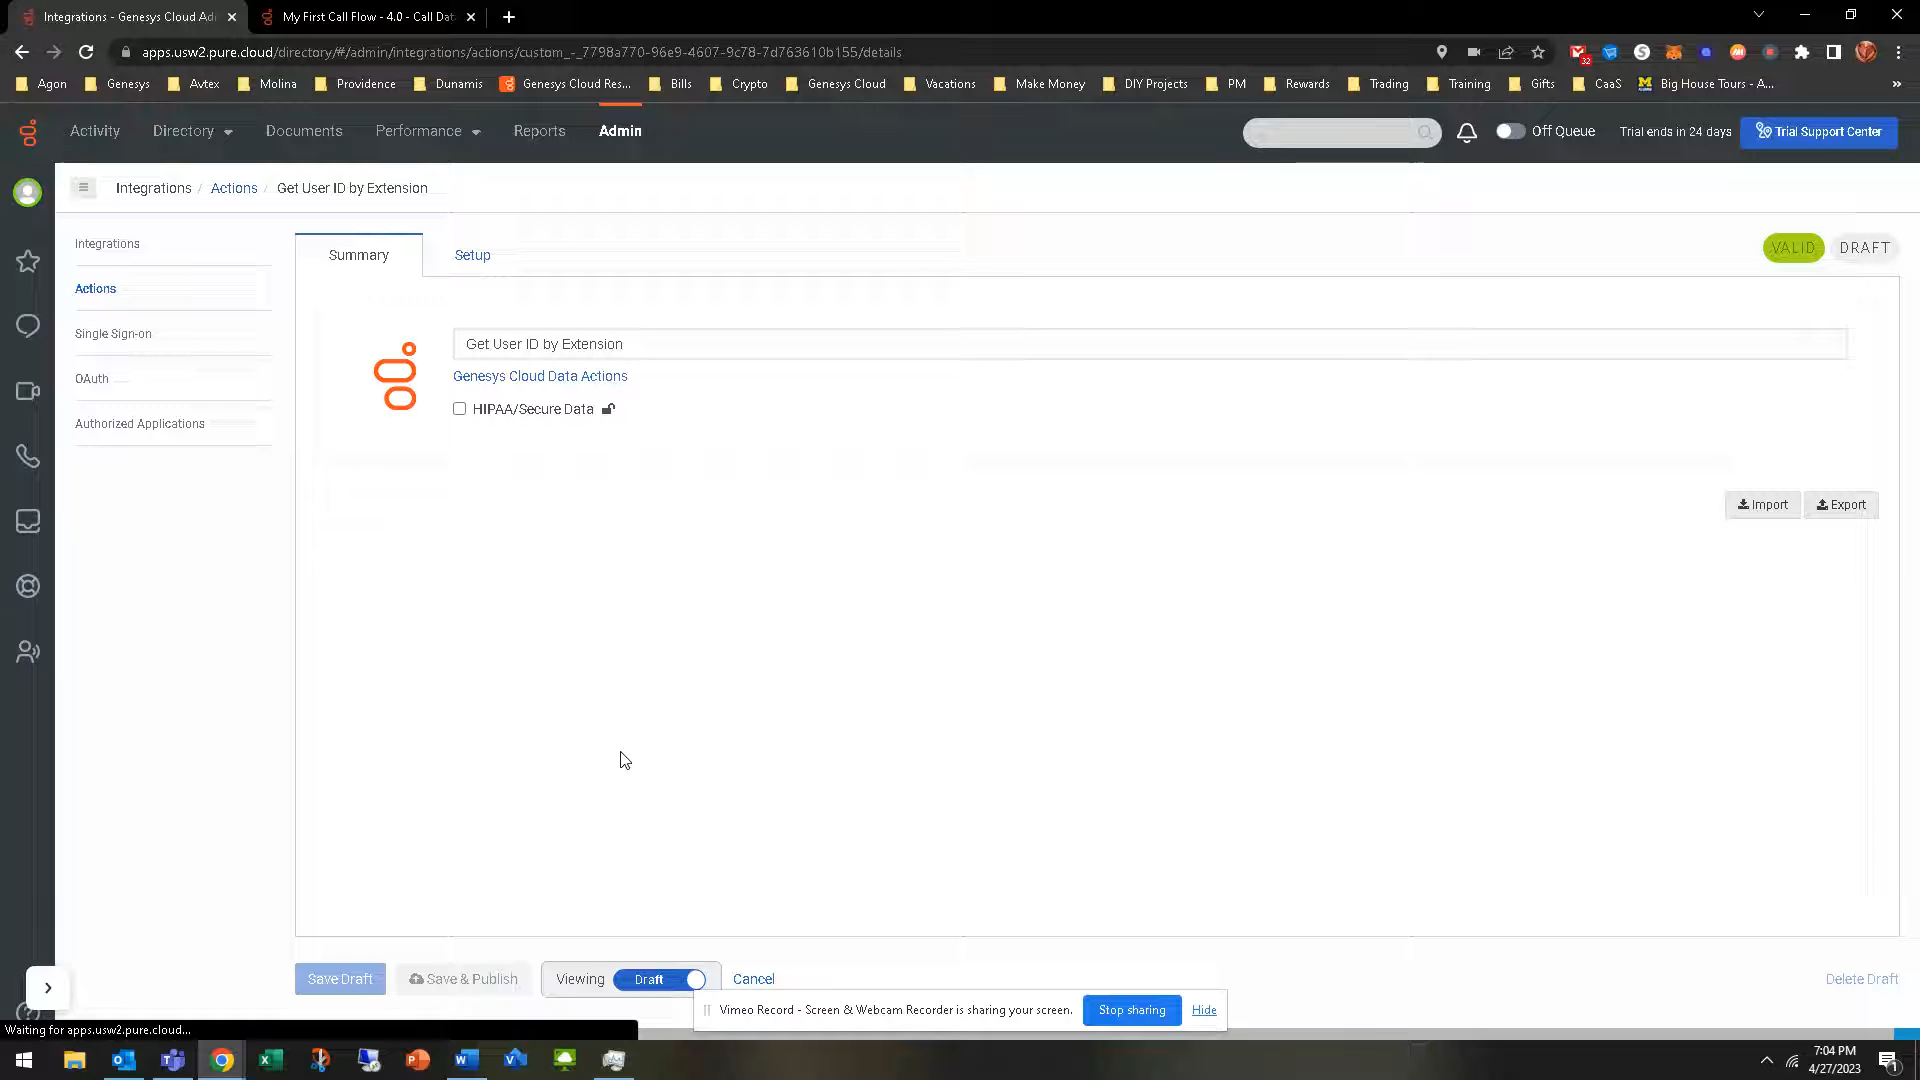 Integrations - Genesys Cloud Ad
My First Call Flow - 4.0 - Call Dat
apps.usw2.pure.cloud/directory/#/admin/integrations/actions/custom_-_7798a770-96e9-4607-9c78-7d763610b155/details
32
Agon
Genesys
Avtex
Molina
Providence
Dunamis
Genesys Cloud Res...
Bills
Crypto
Genesys Cloud
Vacations
Make Money
DIY Projects
PM
Rewards
Trading
Training
Gifts
CaaS
Big House Tours - A...
»
Activity
Directory
Documents
Performance
Reports
Admin
Off Queue
Trial ends in 24 days
Trial Support Center
Integrations / Actions / Get User ID by Extension
Integrations
Actions
Single Sign-on
OAuth
Authorized Applications
Summary
Setup
VALID
DRAFT
Get User ID by Extension
Genesys Cloud Data Actions
HIPAA/Secure Data
Import
Export
Save Draft
Save & Publish
Viewing
Draft
Cancel
Delete Draft
Vimeo Record - Screen & Webcam Recorder is sharing your screen.
Stop sharing
Hide
Waiting for apps.usw2.pure.cloud...
7:04 PM
4/27/2023
1